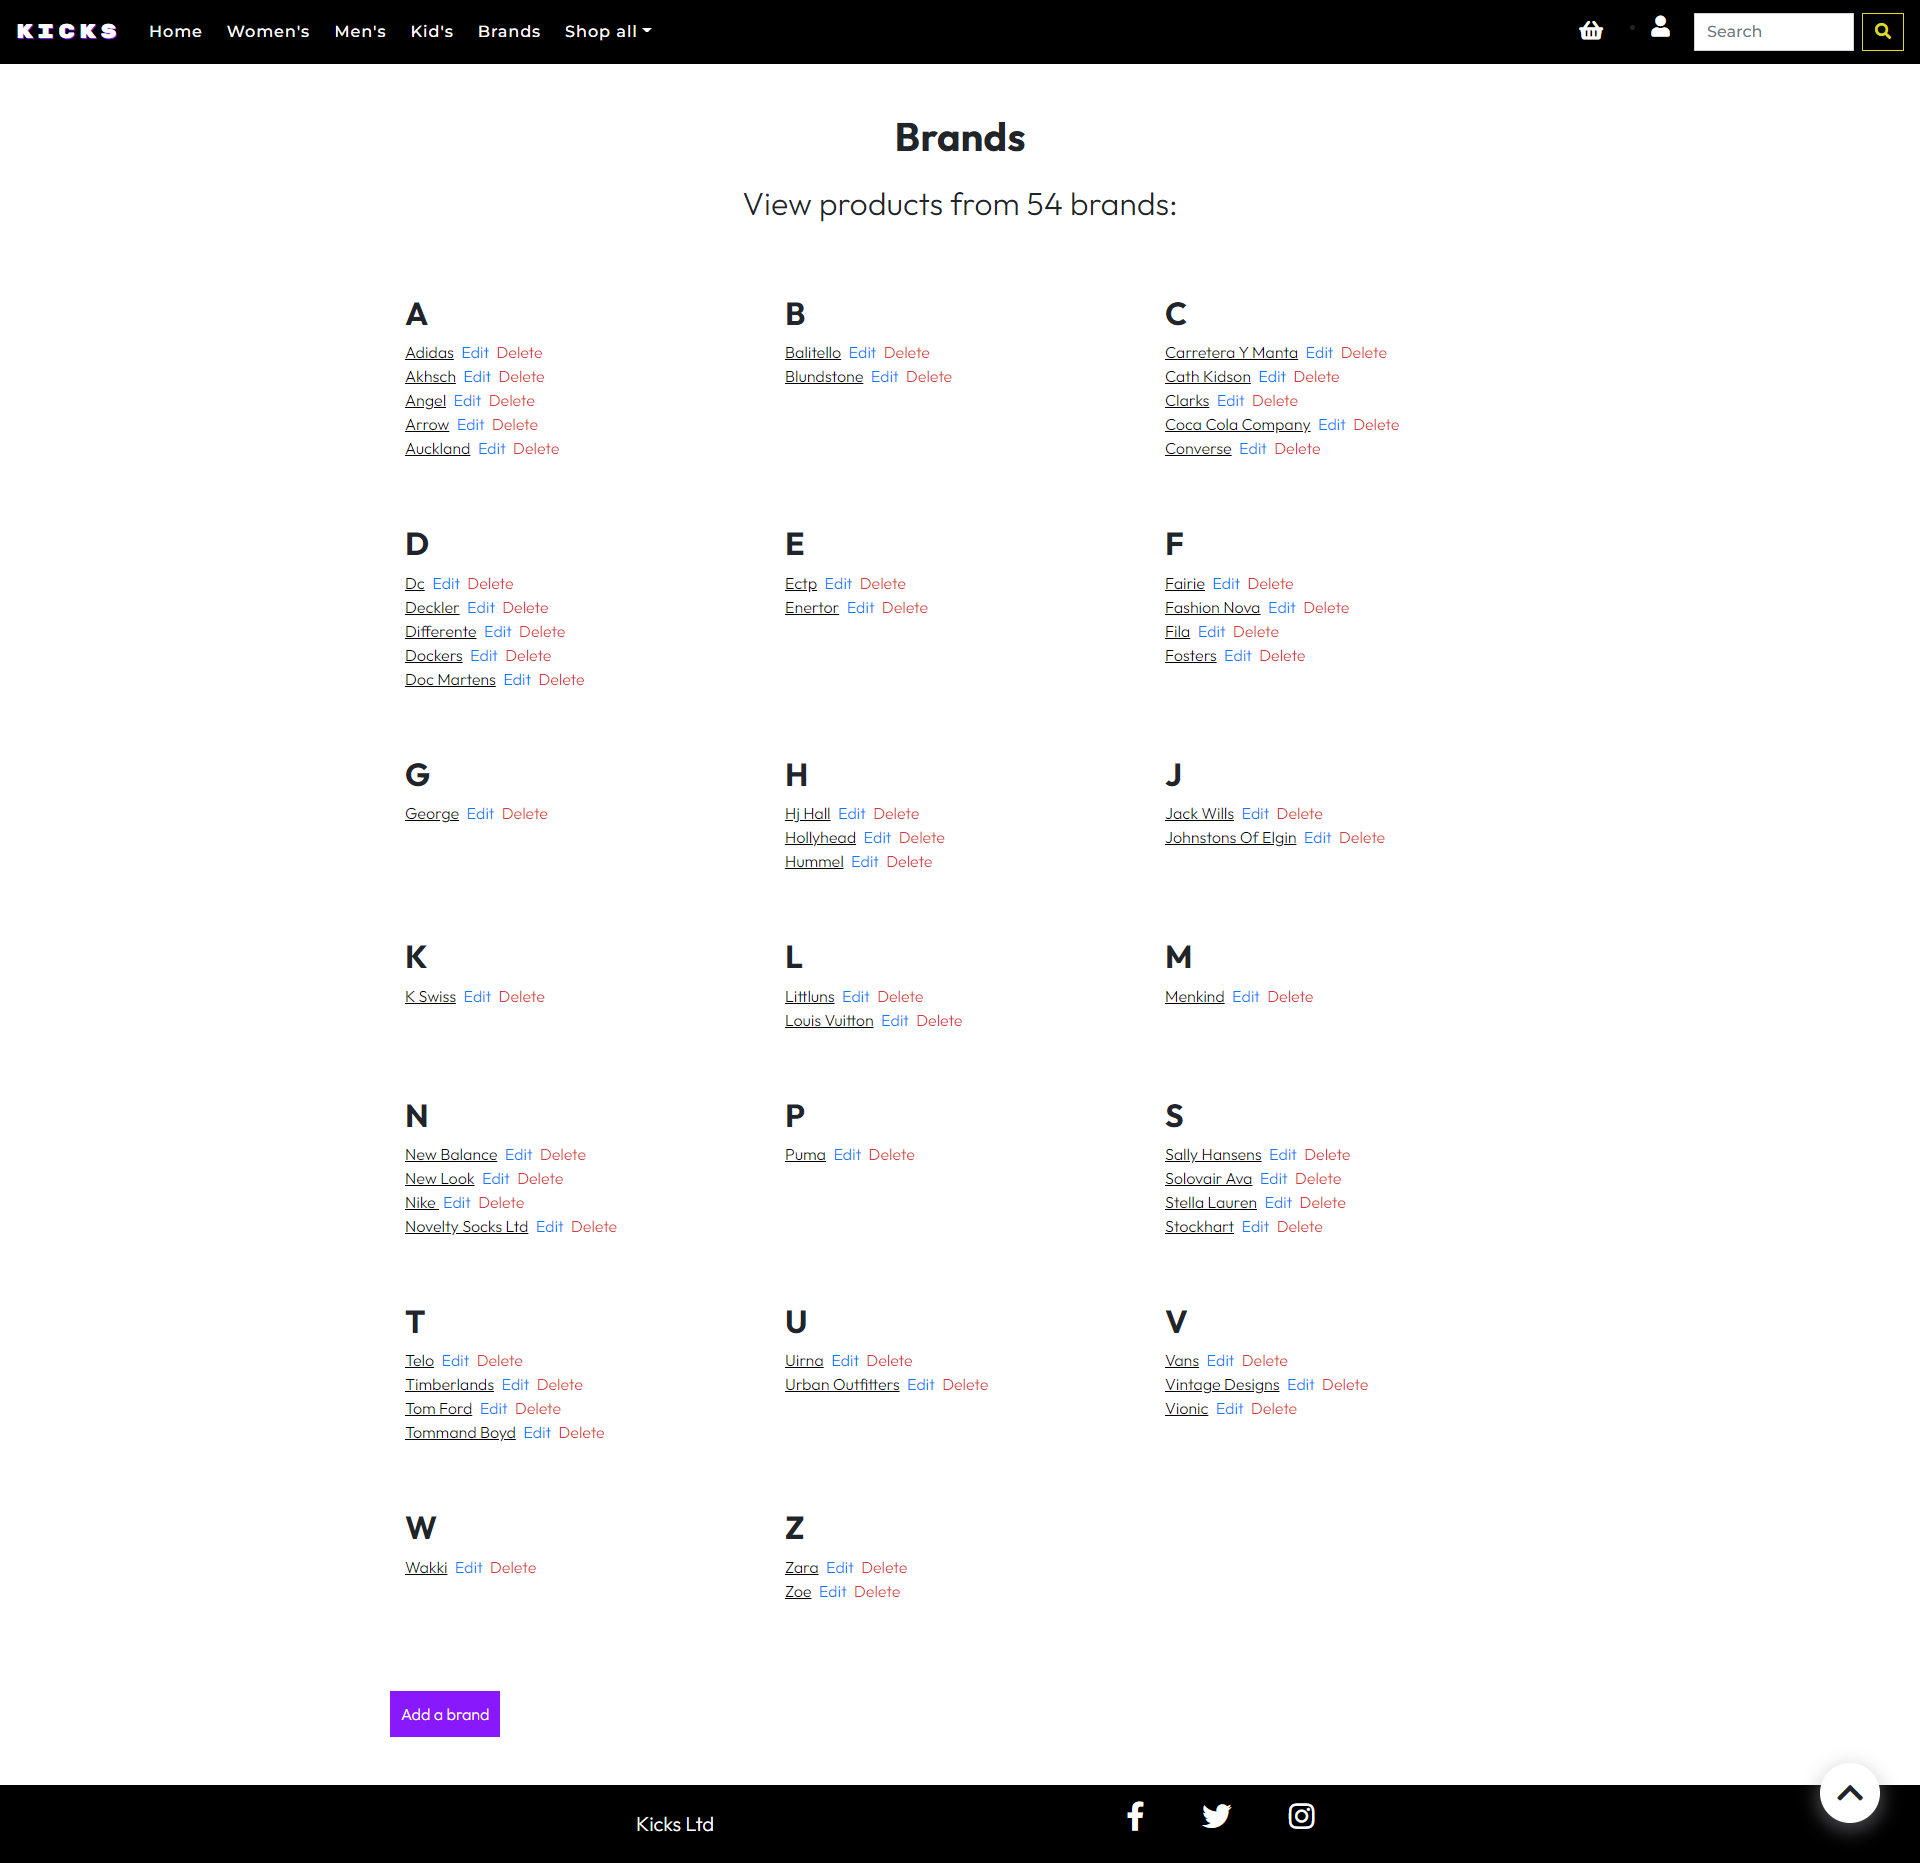 KICKS Home Women's Men's Kid's Brands Shop all Search
Brands
View products from 54 brands:
A
Adidas Edit Delete
Akhsch Edit Delete
Angel Edit Delete
Arrow Edit Delete
Auckland Edit Delete
B
Balitello Edit Delete
Blundstone Edit Delete
C
Carretera Y Manta Edit Delete
Cath Kidson Edit Delete
Clarks Edit Delete
Coca Cola Company Edit Delete
Converse Edit Delete
D
Dc Edit Delete
Deckler Edit Delete
Differente Edit Delete
Dockers Edit Delete
Doc Martens Edit Delete
E
Ectp Edit Delete
Enertor Edit Delete
F
Fairie Edit Delete
Fashion Nova Edit Delete
Fila Edit Delete
Fosters Edit Delete
G
George Edit Delete
H
Hj Hall Edit Delete
Hollyhead Edit Delete
Hummel Edit Delete
J
Jack Wills Edit Delete
Johnstons Of Elgin Edit Delete
K
K Swiss Edit Delete
L
Littluns Edit Delete
Louis Vuitton Edit Delete
M
Menkind Edit Delete
N
New Balance Edit Delete
New Look Edit Delete
Nike Edit Delete
Novelty Socks Ltd Edit Delete
P
Puma Edit Delete
S
Sally Hansens Edit Delete
Solovair Ava Edit Delete
Stella Lauren Edit Delete
Stockhart Edit Delete
T
Telo Edit Delete
Timberlands Edit Delete
Tom Ford Edit Delete
Tommand Boyd Edit Delete
U
Uirna Edit Delete
Urban Outfitters Edit Delete
V
Vans Edit Delete
Vintage Designs Edit Delete
Vionic Edit Delete
W
Wakki Edit Delete
Z
Zara Edit Delete
Zoe Edit Delete
Add a brand
Kicks Ltd